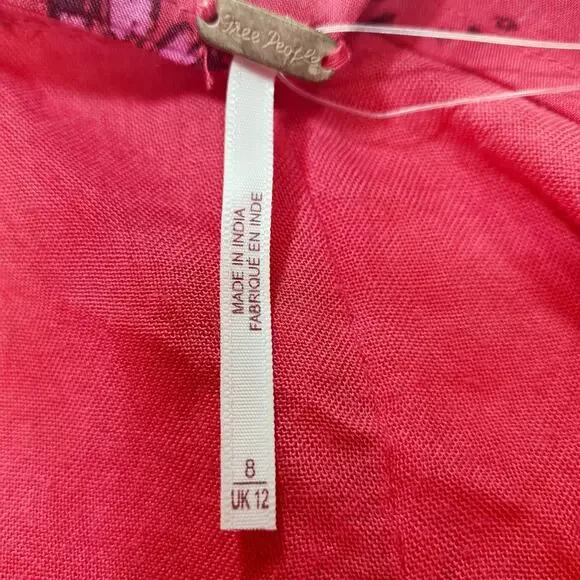 Free People
MADE IN INDIA
FABRIQUÉ EN INDE
8
UK 12